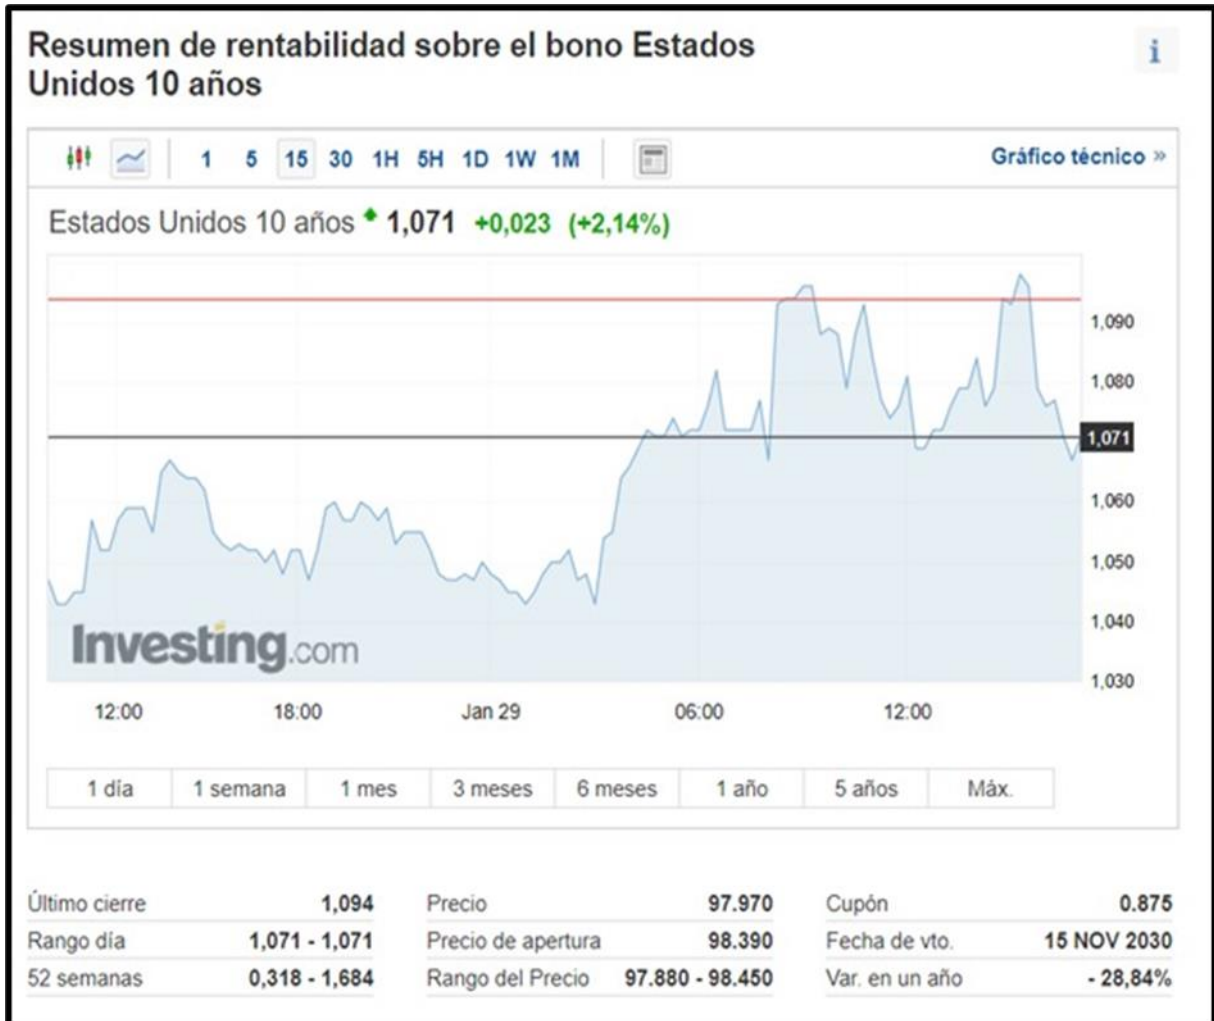 Resumen de rentabilidad sobre el bono Estados
Unidos 10 años
i
1 5 15 30 1H 5H 1D 1W 1M
Gráfico técnico »
Estados Unidos 10 años 1,071 +0,023 (+2,14%)
1,090
1,080
1,071
1,060
1,050
1,040
1,030
Investing.com
12:00 18:00 Jan 29 06:00 12:00
1 día 1 semana 1 mes 3 meses 6 meses 1 año 5 años Máx.
Último cierre 1,094 Precio 97.970 Cupón 0.875
Rango día 1,071 - 1,071 Precio de apertura 98.390 Fecha de vto. 15 NOV 2030
52 semanas 0,318 - 1,684 Rango del Precio 97.880 - 98.450 Var. en un año - 28,84%